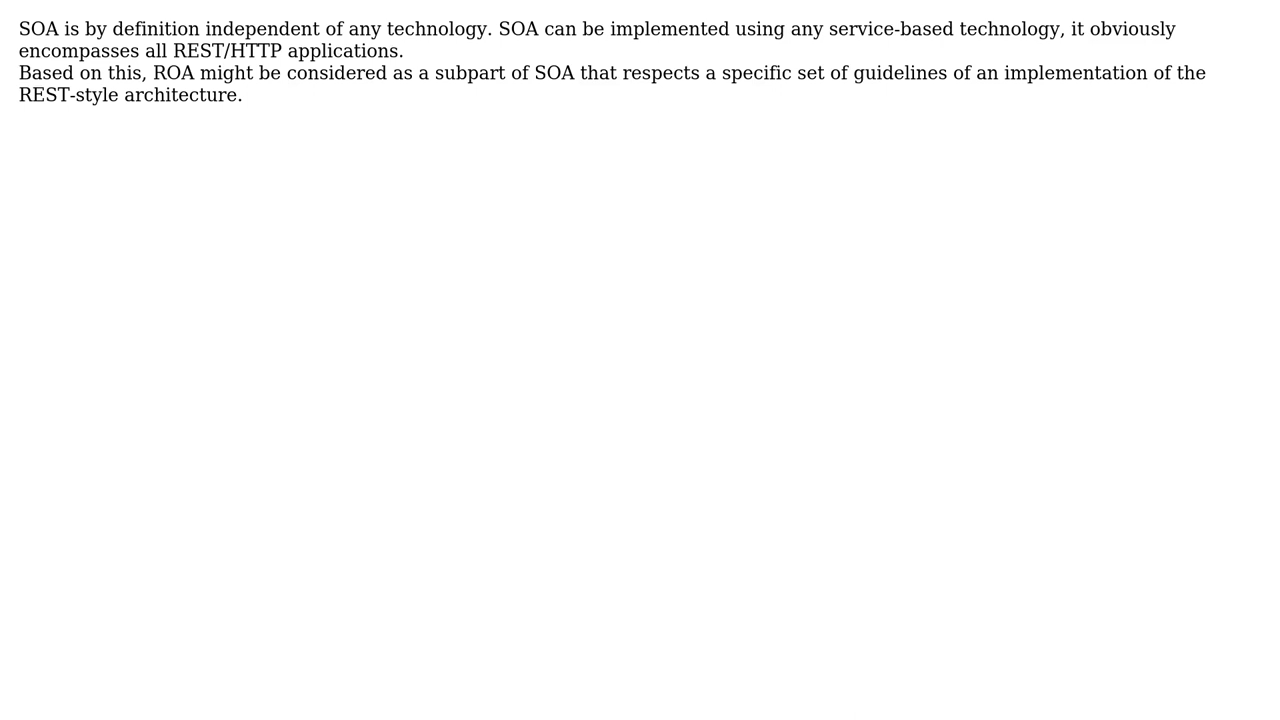 SOA is by definition independent of any technology. SOA can be implemented using any service-based technology, it obviously
encompasses all REST/HTTP applications.
Based on this, ROA might be considered as a subpart of SOA that respects a specific set of guidelines of an implementation of the
REST-style architecture.